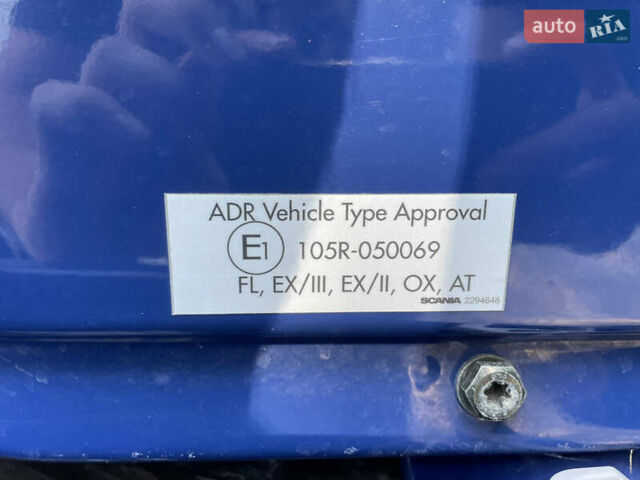 auto RIA
.com
ADR Vehicle Type Approval
E1 105R-050069
FL, EX/III, EX/II, OX, AT
SCANIA 2294648